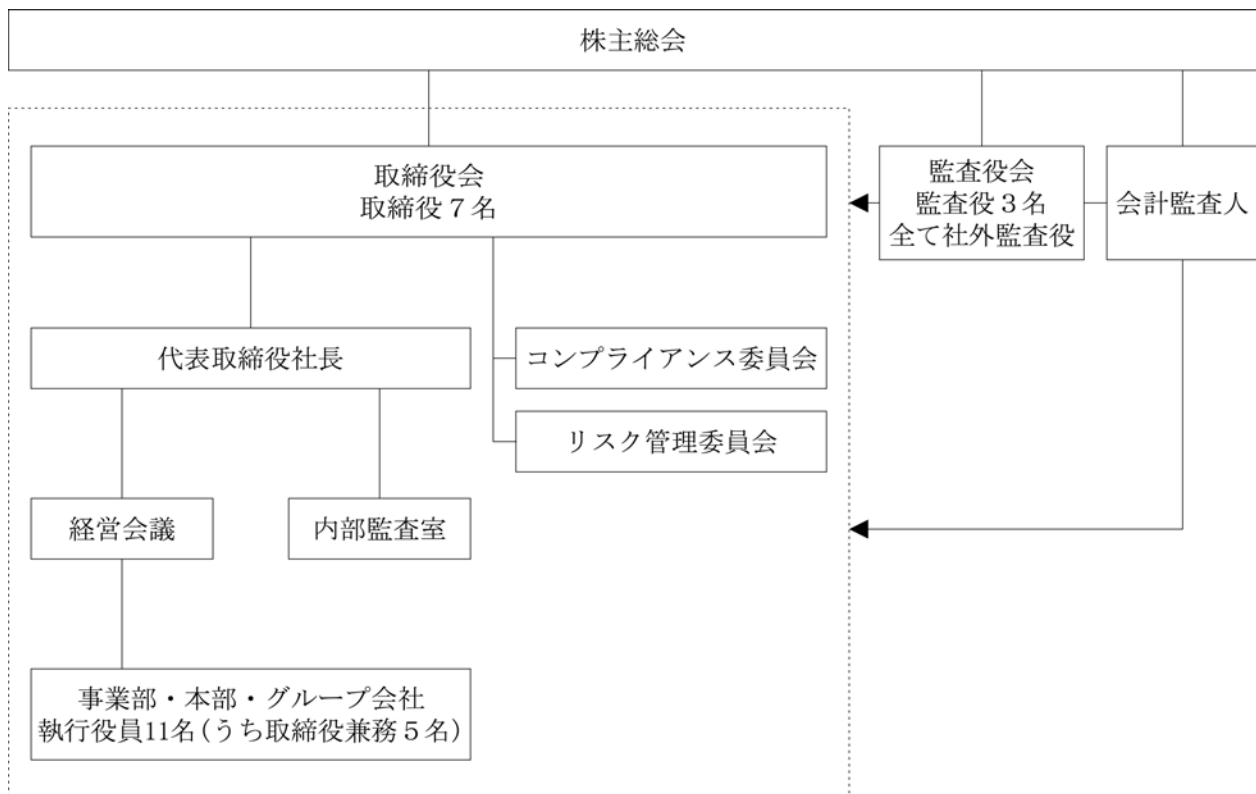 株主総会
取締役会
取締役７名
監査役会
監査役３名
全て社外監査役
会計監査人
代表取締役社長
コンプライアンス委員会
リスク管理委員会
経営会議
内部監査室
事業部・本部・グループ会社
執行役員11名（うち取締役兼務５名）